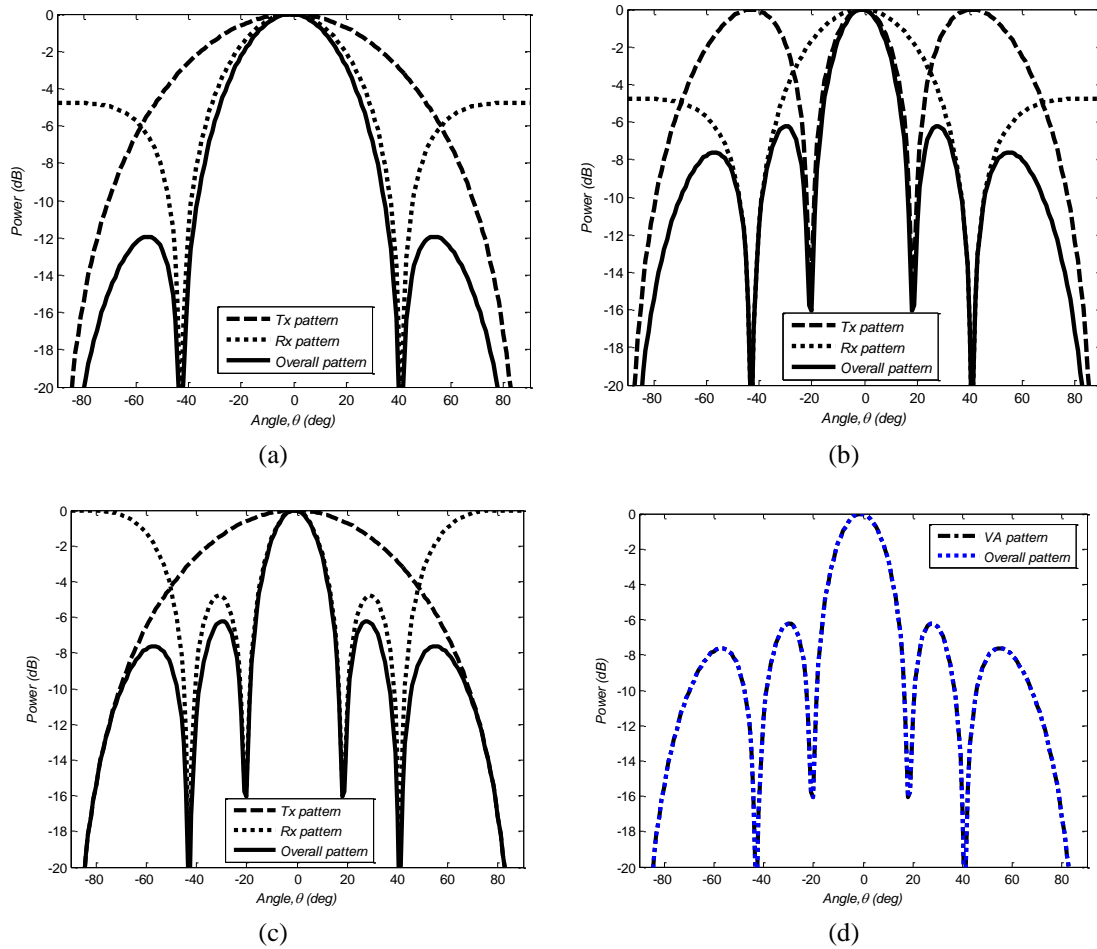 0
-2
-4
-6
-8
-10
-12
-14
-16
-18
-20
Power (dB)
-80 -60 -40 -20 0 20 40 60 80
Angle, θ (deg)
Tx pattern
Rx pattern
Overall pattern
(a)
0
-2
-4
-6
-8
-10
-12
-14
-16
-18
-20
Power (dB)
-80 -60 -40 -20 0 20 40 60 80
Angle, θ (deg)
Tx pattern
Rx pattern
Overall pattern
(b)
0
-2
-4
-6
-8
-10
-12
-14
-16
-18
-20
Power (dB)
-80 -60 -40 -20 0 20 40 60 80
Angle, θ (deg)
Tx pattern
Rx pattern
Overall pattern
(c)
0
-2
-4
-6
-8
-10
-12
-14
-16
-18
-20
Power (dB)
-80 -60 -40 -20 0 20 40 60 80
Angle, θ (deg)
VA pattern
Overall pattern
(d)